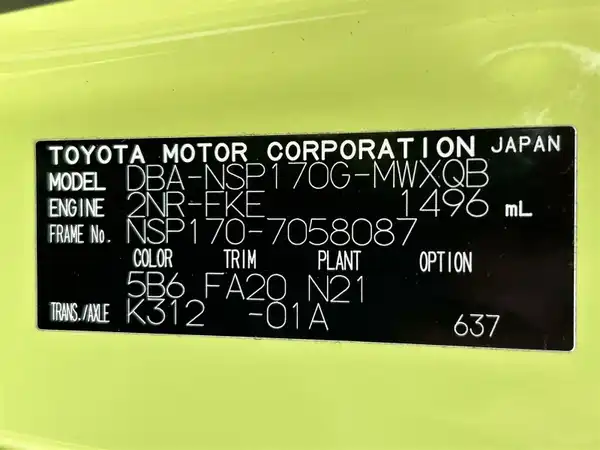 TOYOTA MOTOR CORPORATION JAPAN
MODEL DBA-NSP170G-MWXQB
ENGINE 2NR-FKE 1496 mL
FRAME No. NSP170-7058087
COLOR TRIM PLANT OPTION
5B6 FA20 N21
TRANS./AXLE K312 -01A 637